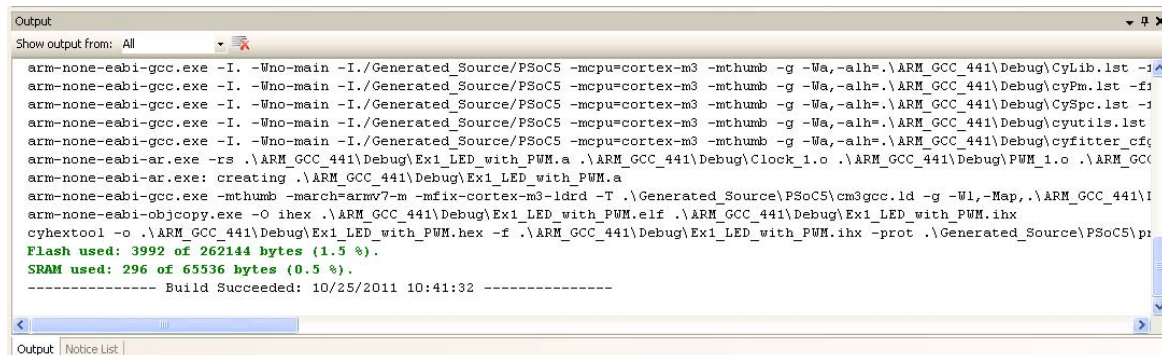 Output
Show output from: All
arm-none-eabi-gcc.exe -I. -Wno-main -I./Generated_Source/PSoC5 -mcpu=cortex-m3 -mthumb -g -Wa,-alh=.\ARM_GCC_441\Debug\CyLib.lst
arm-none-eabi-gcc.exe -I. -Wno-main -I./Generated_Source/PSoC5 -mcpu=cortex-m3 -mthumb -g -Wa,-alh=.\ARM_GCC_441\Debug\cyPm.lst
arm-none-eabi-gcc.exe -I. -Wno-main -I./Generated_Source/PSoC5 -mcpu=cortex-m3 -mthumb -g -Wa,-alh=.\ARM_GCC_441\Debug\CySpc.lst
arm-none-eabi-gcc.exe -I. -Wno-main -I./Generated_Source/PSoC5 -mcpu=cortex-m3 -mthumb -g -Wa,-alh=.\ARM_GCC_441\Debug\cyutils.lst
arm-none-eabi-gcc.exe -I. -Wno-main -I./Generated_Source/PSoC5 -mcpu=cortex-m3 -mthumb -g -Wa,-alh=.\ARM_GCC_441\Debug\cyfitter_cfg
arm-none-eabi-ar.exe -rs .\ARM_GCC_441\Debug\Ex1_LED_with_PWM.a .\ARM_GCC_441\Debug\Clock_1.o .\ARM_GCC_441\Debug\PWM_1.o .\ARM_GCC
arm-none-eabi-ar.exe: creating .\ARM_GCC_441\Debug\Ex1_LED_with_PWM.a
arm-none-eabi-gcc.exe -mthumb -march=armv7-m -mfix-cortex-m3-ldrd -T .\Generated_Source\PSoC5\cm3gcc.ld -g -Wl,-Map,.\ARM_GCC_441\
arm-none-eabi-objcopy.exe -O ihex .\ARM_GCC_441\Debug\Ex1_LED_with_PWM.elf .\ARM_GCC_441\Debug\Ex1_LED_with_PWM.ihx
cyhextool -o .\ARM_GCC_441\Debug\Ex1_LED_with_PWM.hex -f .\ARM_GCC_441\Debug\Ex1_LED_with_PWM.ihx -prot .\Generated_Source\PSoC5\pr
Flash used: 3992 of 262144 bytes (1.5 %).
SRAM used: 296 of 65536 bytes (0.5 %).
--------------- Build Succeeded: 10/25/2011 10:41:32 ---------------
Output Notice List